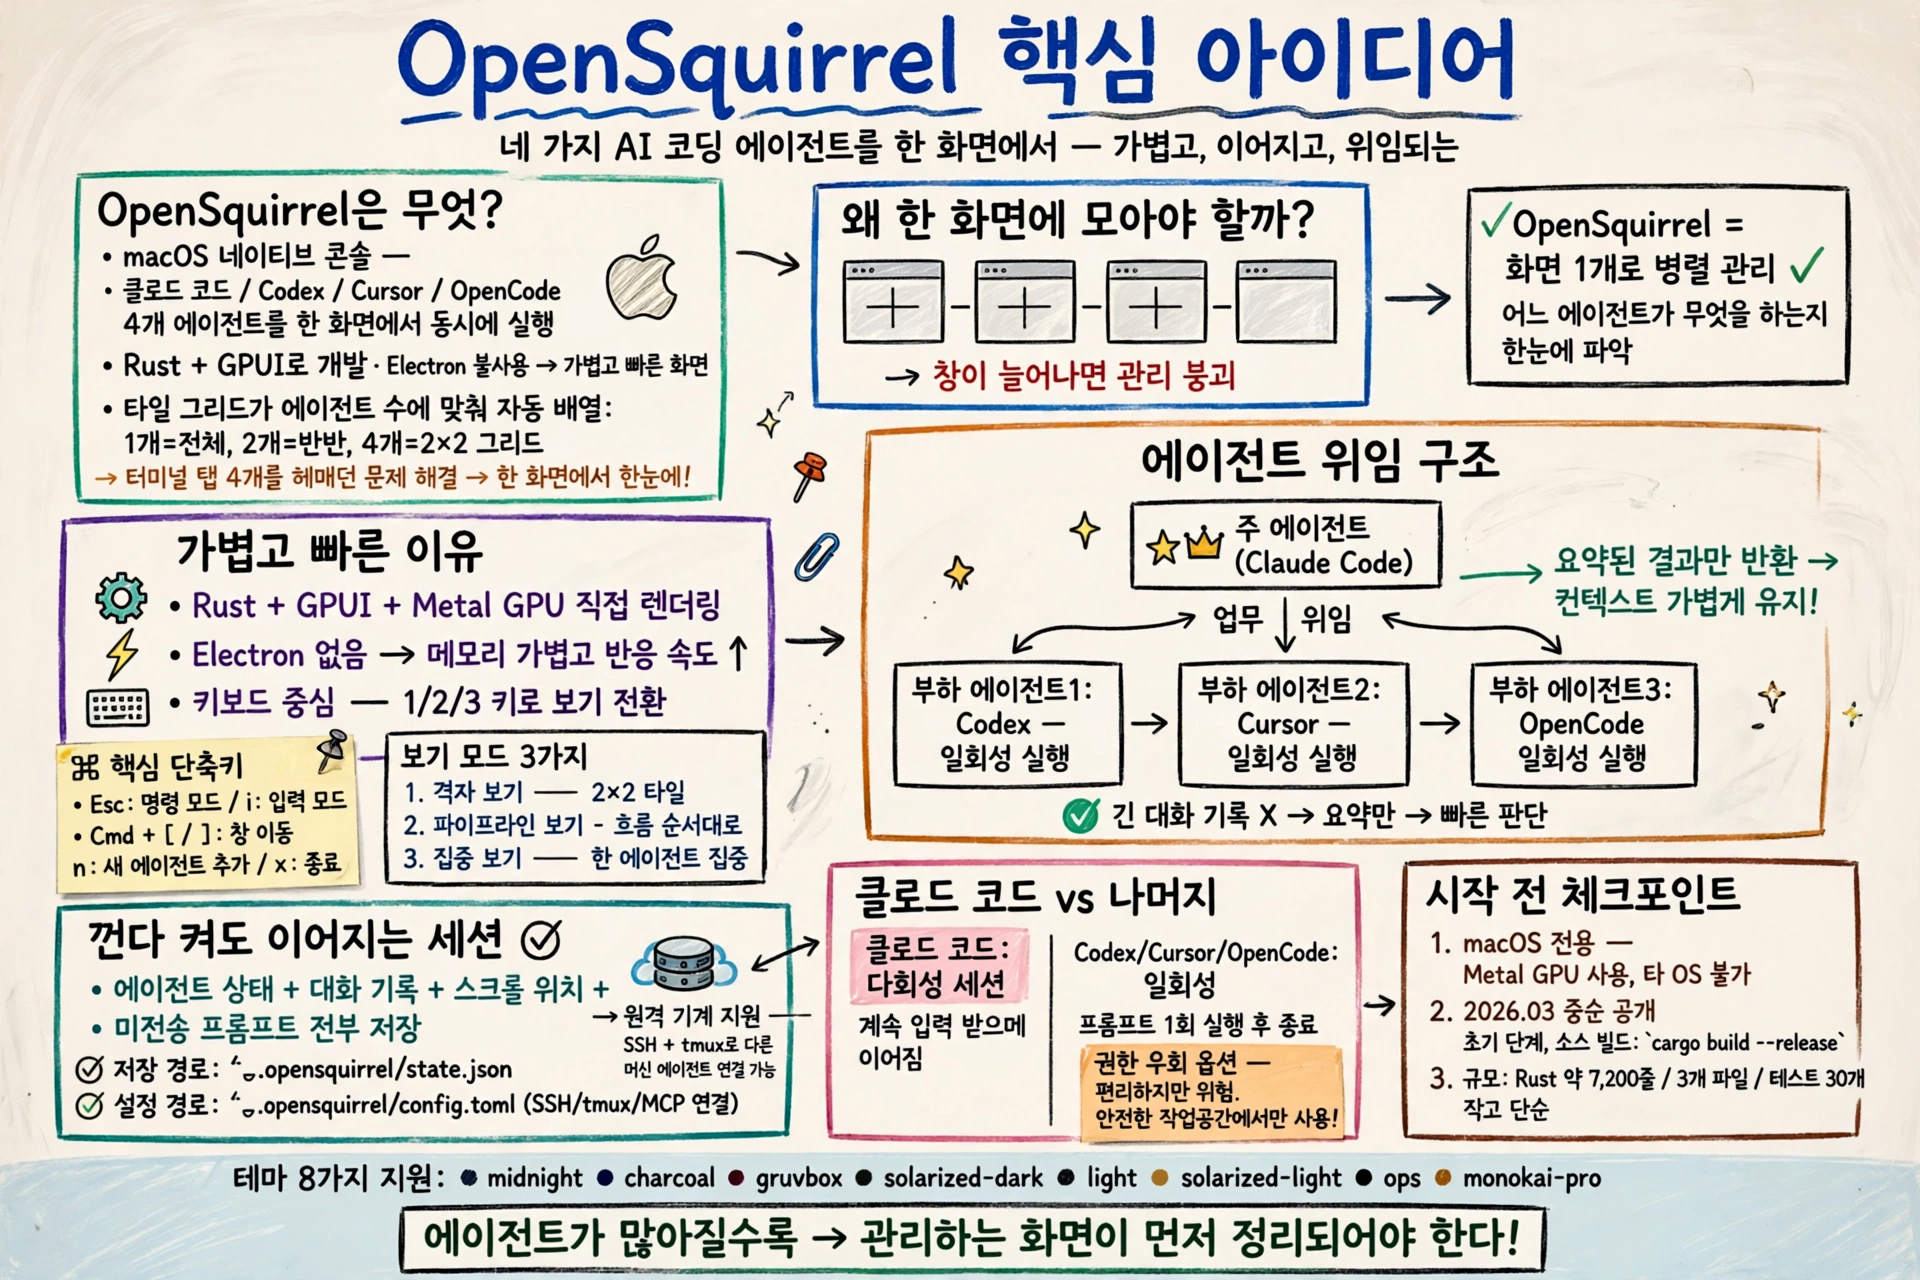 OpenSquirrel 핵심 아이디어
네 가지 AI 코딩 에이전트를 한 화면에서 — 가볍고, 이어지고, 위임되는
OpenSquirrel은 무엇?
• macOS 네이티브 콘솔 —
• 클로드 코드 / Codex / Cursor / OpenCode
4개 에이전트를 한 화면에서 동시에 실행
• Rust + GPUI로 개발 · Electron 불사용 → 가볍고 빠른 화면
• 타일 그리드가 에이전트 수에 맞춰 자동 배열:
1개=전체, 2개=반반, 4개=2×2 그리드
→ 터미널 탭 4개를 헤매던 문제 해결 → 한 화면에서 한눈에!
왜 한 화면에 모아야 할까?
→ 창이 늘어나면 관리 붕괴
✓OpenSquirrel =
화면 1개로 병렬 관리 ✓
어느 에이전트가 무엇을 하는지
한눈에 파악
가볍고 빠른 이유
• Rust + GPUI + Metal GPU 직접 렌더링
• Electron 없음 → 메모리 가볍고 반응 속도 ↑
• 키보드 중심 — 1/2/3 키로 보기 전환
⌘ 핵심 단축키
• Esc: 명령 모드 / i: 입력 모드
• Cmd + [ / ]: 창 이동
n: 새 에이전트 추가 / x: 종료
보기 모드 3가지
1. 격자 보기 — 2×2 타일
2. 파이프라인 보기 - 흐름 순서대로
3. 집중 보기 — 한 에이전트 집중
에이전트 위임 구조
주 에이전트
(Claude Code)
요약된 결과만 반환 →
컨텍스트 가볍게 유지!
업무 ↓ 위임
부하 에이전트1:
Codex —
일회성 실행
부하 에이전트2:
Cursor —
일회성 실행
부하 에이전트3:
OpenCode
일회성 실행
긴 대화 기록 X → 요약만 → 빠른 판단
껐다 켜도 이어지는 세션
• 에이전트 상태 + 대화 기록 + 스크롤 위치 +
• 미전송 프롬프트 전부 저장
저장 경로: .opensquirrel/state.json
설정 경로: .opensquirrel/config.toml (SSH/tmux/MCP 연결)
→ 원격 기계 지원 —
SSH + tmux로 다른
머신 에이전트 연결 가능
클로드 코드 vs 나머지
클로드 코드:
다회성 세션
계속 입력 받으메
이어짐
Codex/Cursor/OpenCode:
일회성
프롬프트 1회 실행 후 종료
권한 우회 옵션 —
편리하지만 위험.
안전한 작업공간에서만 사용!
시작 전 체크포인트
1. macOS 전용 —
Metal GPU 사용, 타 OS 불가
2. 2026.03 중순 공개
초기 단계, 소스 빌드: `cargo build --release`
3. 규모: Rust 약 7,200줄 / 3개 파일 / 테스트 30개
작고 단순
테마 8가지 지원: • midnight • charcoal • gruvbox • solarized-dark • light • solarized-light • ops • monokai-pro
에이전트가 많아질수록 → 관리하는 화면이 먼저 정리되어야 한다!